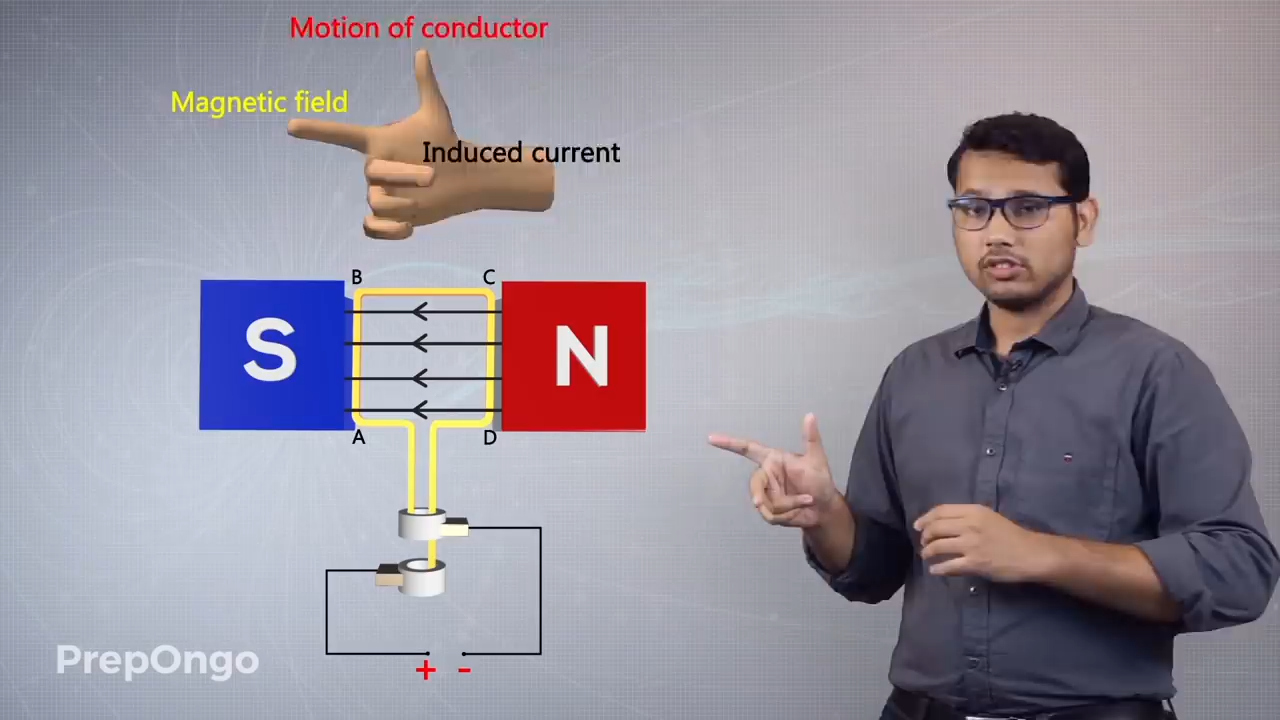 Motion of conductor
Magnetic field
Induced current
B C
S N
A D
+ -
PrepOngo